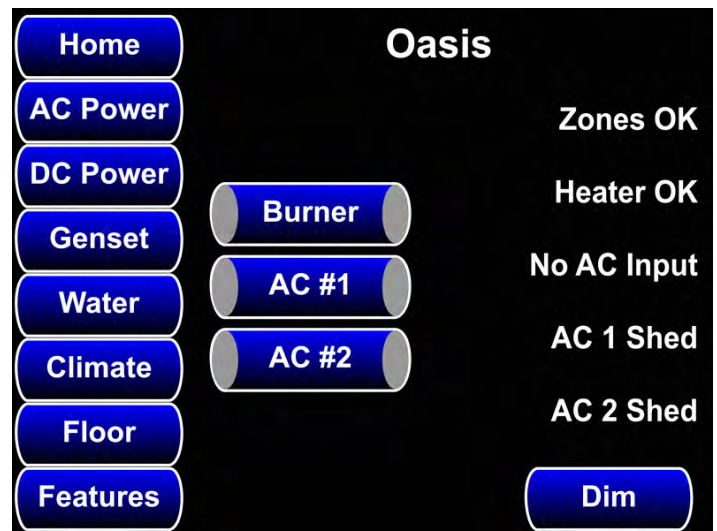 Home
AC Power
DC Power
Genset
Water
Climate
Floor
Features
Oasis
Burner
AC #1
AC #2
Zones OK
Heater OK
No AC Input
AC 1 Shed
AC 2 Shed
Dim